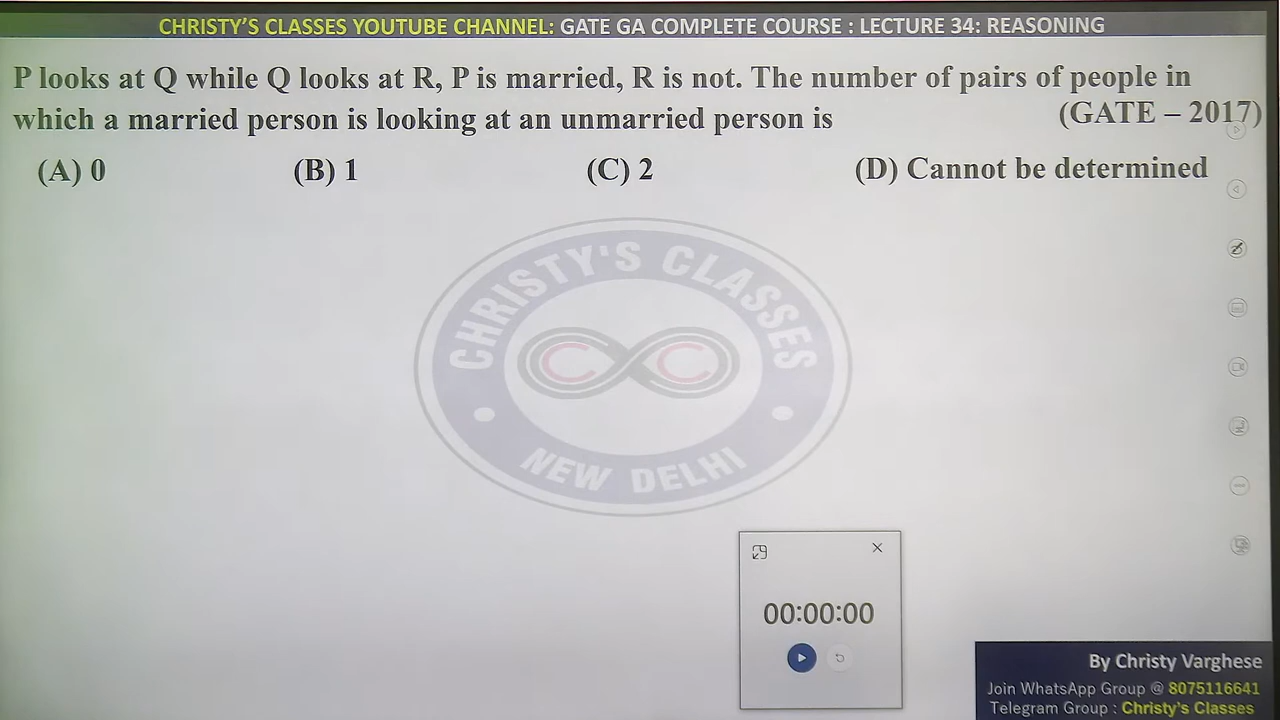 CHRISTY'S CLASSES YOUTUBE CHANNEL: GATE GA COMPLETE COURSE : LECTURE 34: REASONING
P looks at Q while Q looks at R, P is married, R is not. The number of pairs of people in
which a married person is looking at an unmarried person is (GATE – 2017)
(A) 0 (B) 1 (C) 2 (D) Cannot be determined
CHRISTY'S CLASSES
CC
NEW DELHI
00:00:00
By Christy Varghese
Join WhatsApp Group @ 8075116641
Telegram Group : Christy's Classes